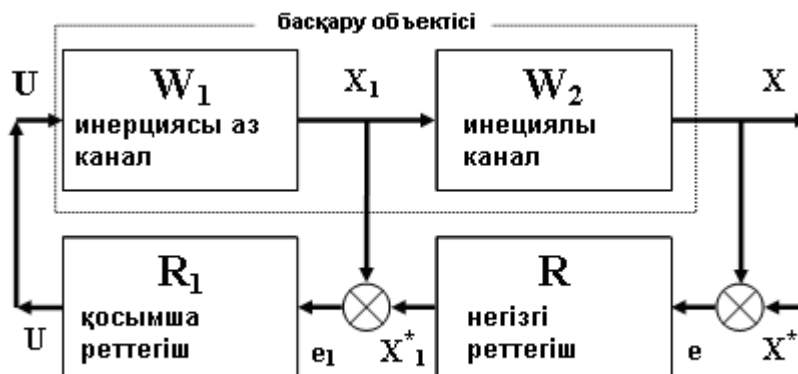 басқару объектісі
U
W₁
инерциясы аз
канал
X₁
W₂
инециялы
канал
X
R₁
қосымша
реттегіш
U
e₁
X*₁
R
негізгі
реттегіш
e
X*